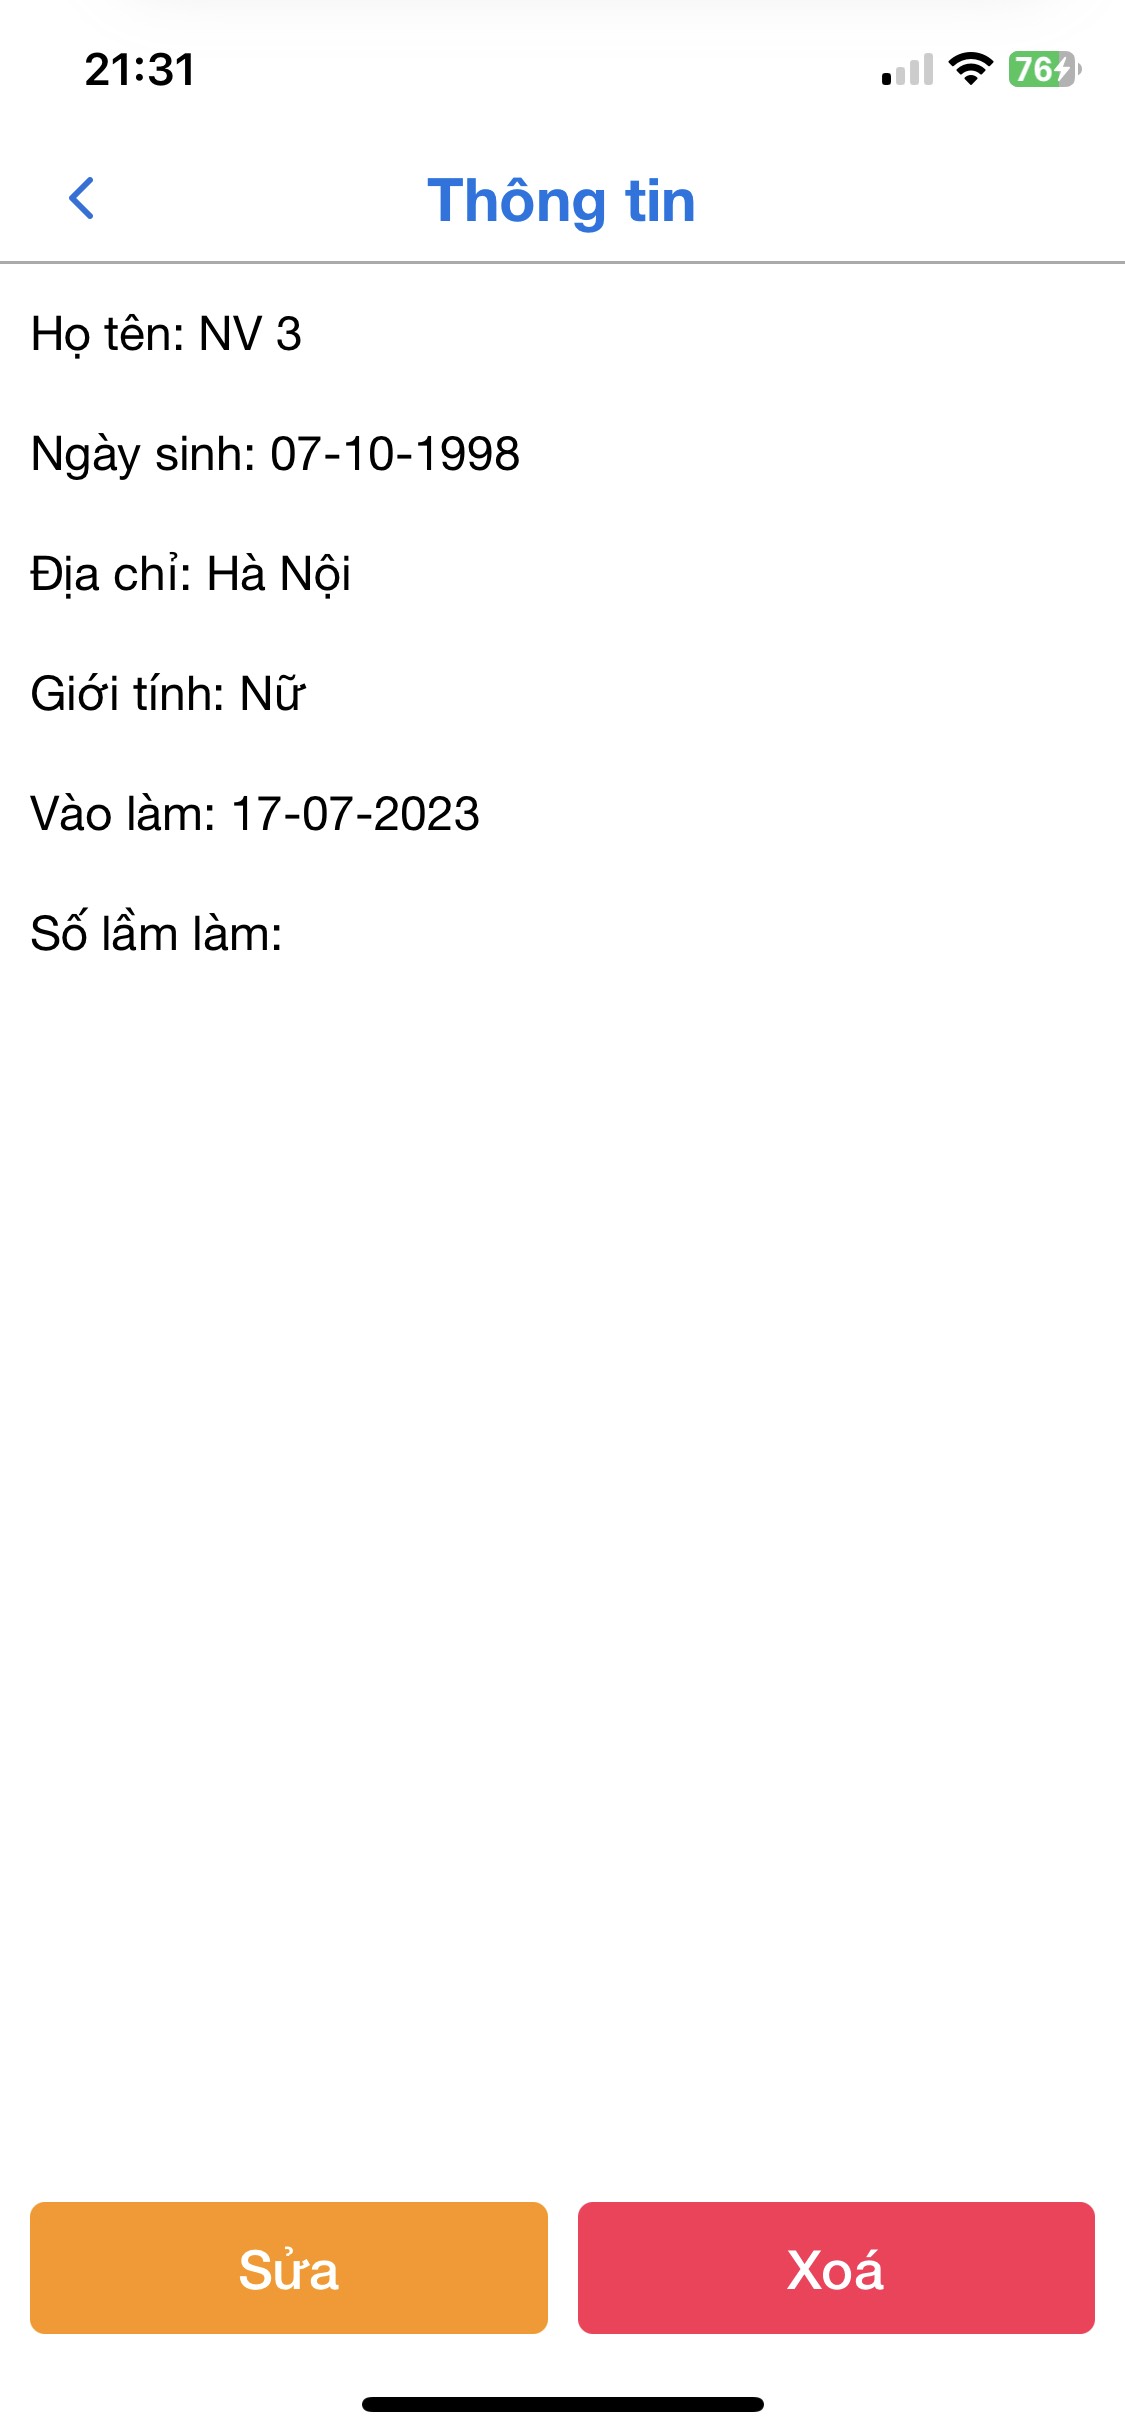 21:31
76
Thông tin
Họ tên: NV 3
Ngày sinh: 07-10-1998
Địa chỉ: Hà Nội
Giới tính: Nữ
Vào làm: 17-07-2023
Số lầm làm:
Sửa
Xoá